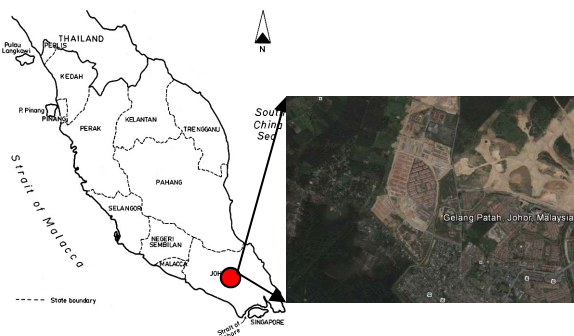 THAILAND
Pulau
Langkawi
PERLIS
KEDAH
N
P. Pinang
PINANG
PERAK
KELANTAN
TRENGGANU
South
China
Sea
PAHANG
Strait of Malacca
SELANGOR
NEGERI
SEMBILAN
MALACCA
JOH
Gelang Patah, Johor, Malaysia
State boundary
Strait of
SINGAPORE